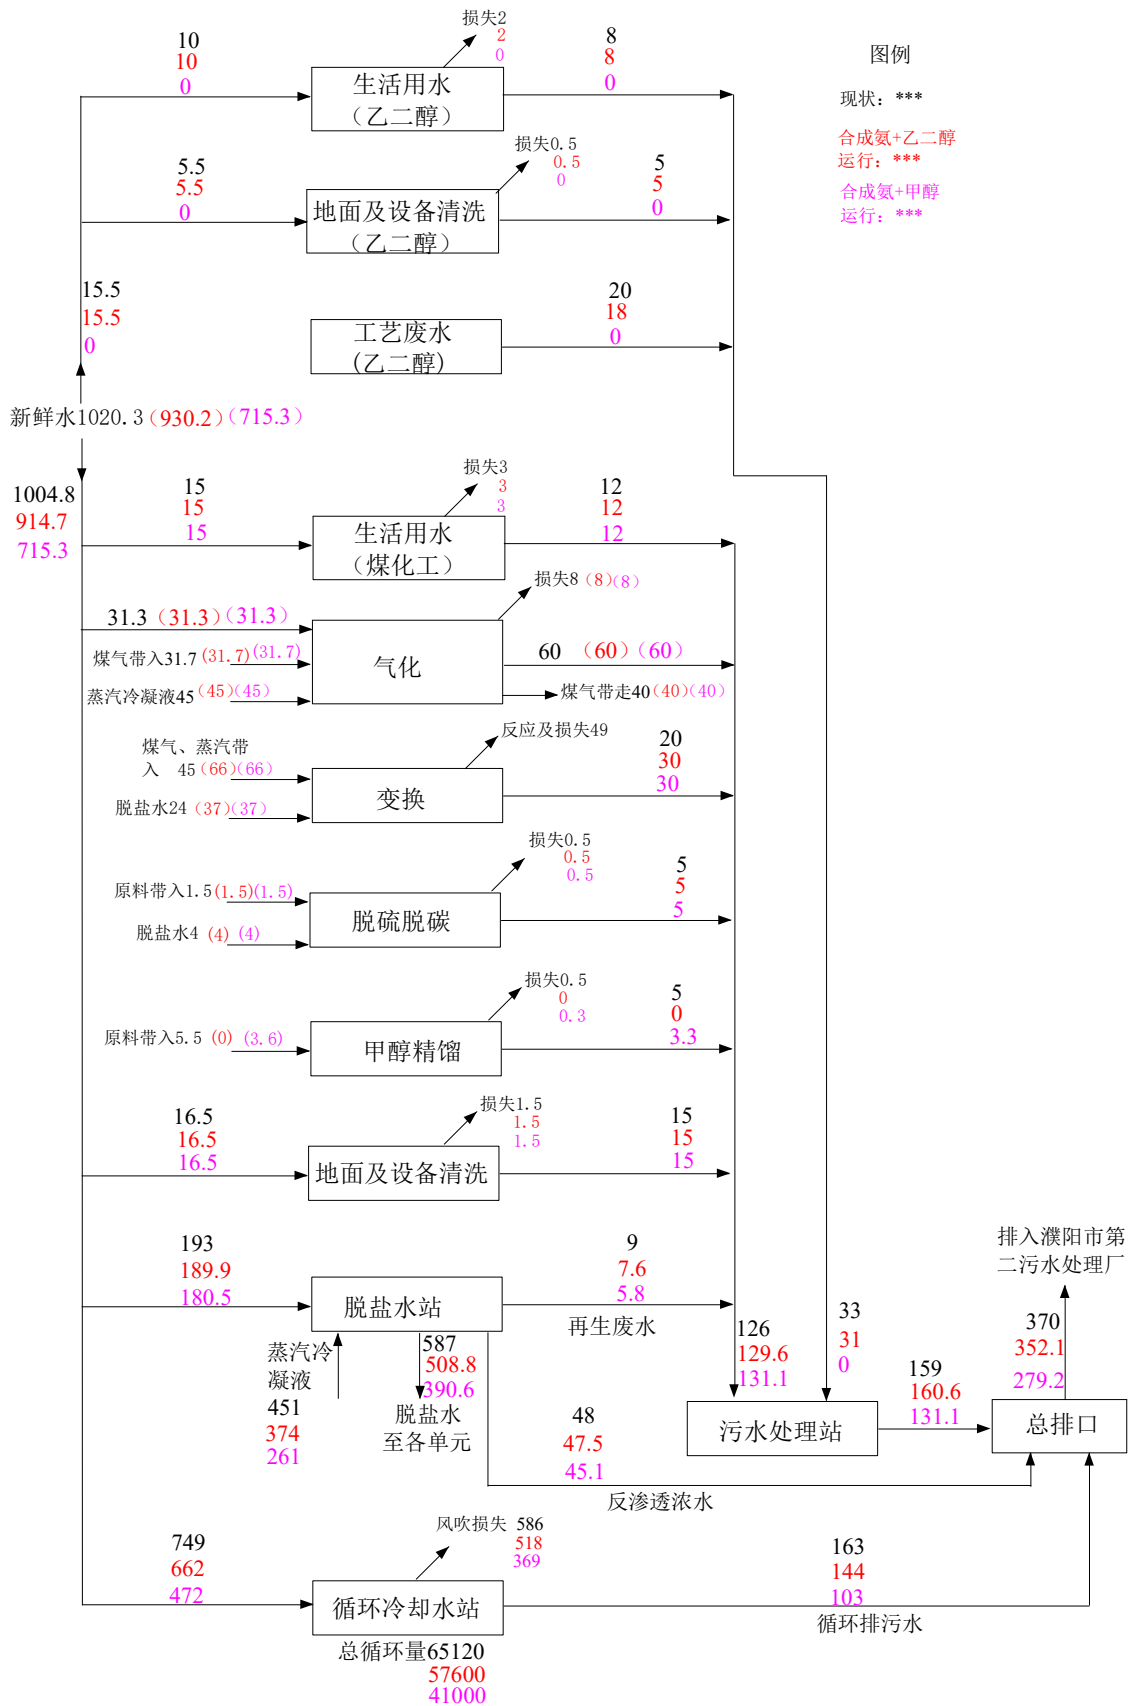 图例
现状：***
合成氨+乙二醇
运行：***
合成氨+甲醇
运行：***
10
10
0
生活用水
（乙二醇）
损失2
2
0
8
8
0
5.5
5.5
0
地面及设备清洗
（乙二醇）
损失0.5
0.5
0
5
5
0
15.5
15.5
0
工艺废水
(乙二醇)
20
18
0
新鲜水1020.3（930.2）（715.3）
1004.8
914.7
715.3
15
15
15
生活用水
（煤化工）
损失3
3
3
12
12
12
31.3（31.3）（31.3）
煤气带入31.7(31.7)(31.7)
蒸汽冷凝液45（45）（45）
气化
损失8（8）（8）
60（60）（60）
煤气带走40（40）（40）
煤气、蒸汽带
入 45（66）（66）
脱盐水24（37）（37）
变换
反应及损失49
20
30
30
原料带入1.5(1.5)(1.5)
脱盐水4 (4) (4)
脱硫脱碳
损失0.5
0.5
0.5
5
5
5
原料带入5.5 (0) (3.6)
甲醇精馏
损失0.5
0
0.3
5
0
3.3
16.5
16.5
16.5
地面及设备清洗
损失1.5
1.5
1.5
15
15
15
193
189.9
180.5
脱盐水站
9
7.6
5.8
再生废水
蒸汽冷
凝液
451
374
261
587
508.8
390.6
脱盐水
至各单元
48
47.5
45.1
反渗透浓水
126
129.6
131.1
33
31
0
污水处理站
159
160.6
131.1
总排口
370
352.1
279.2
排入濮阳市第
二污水处理厂
749
662
472
循环冷却水站
风吹损失 586
518
369
163
144
103
循环排污水
总循环量65120
57600
41000